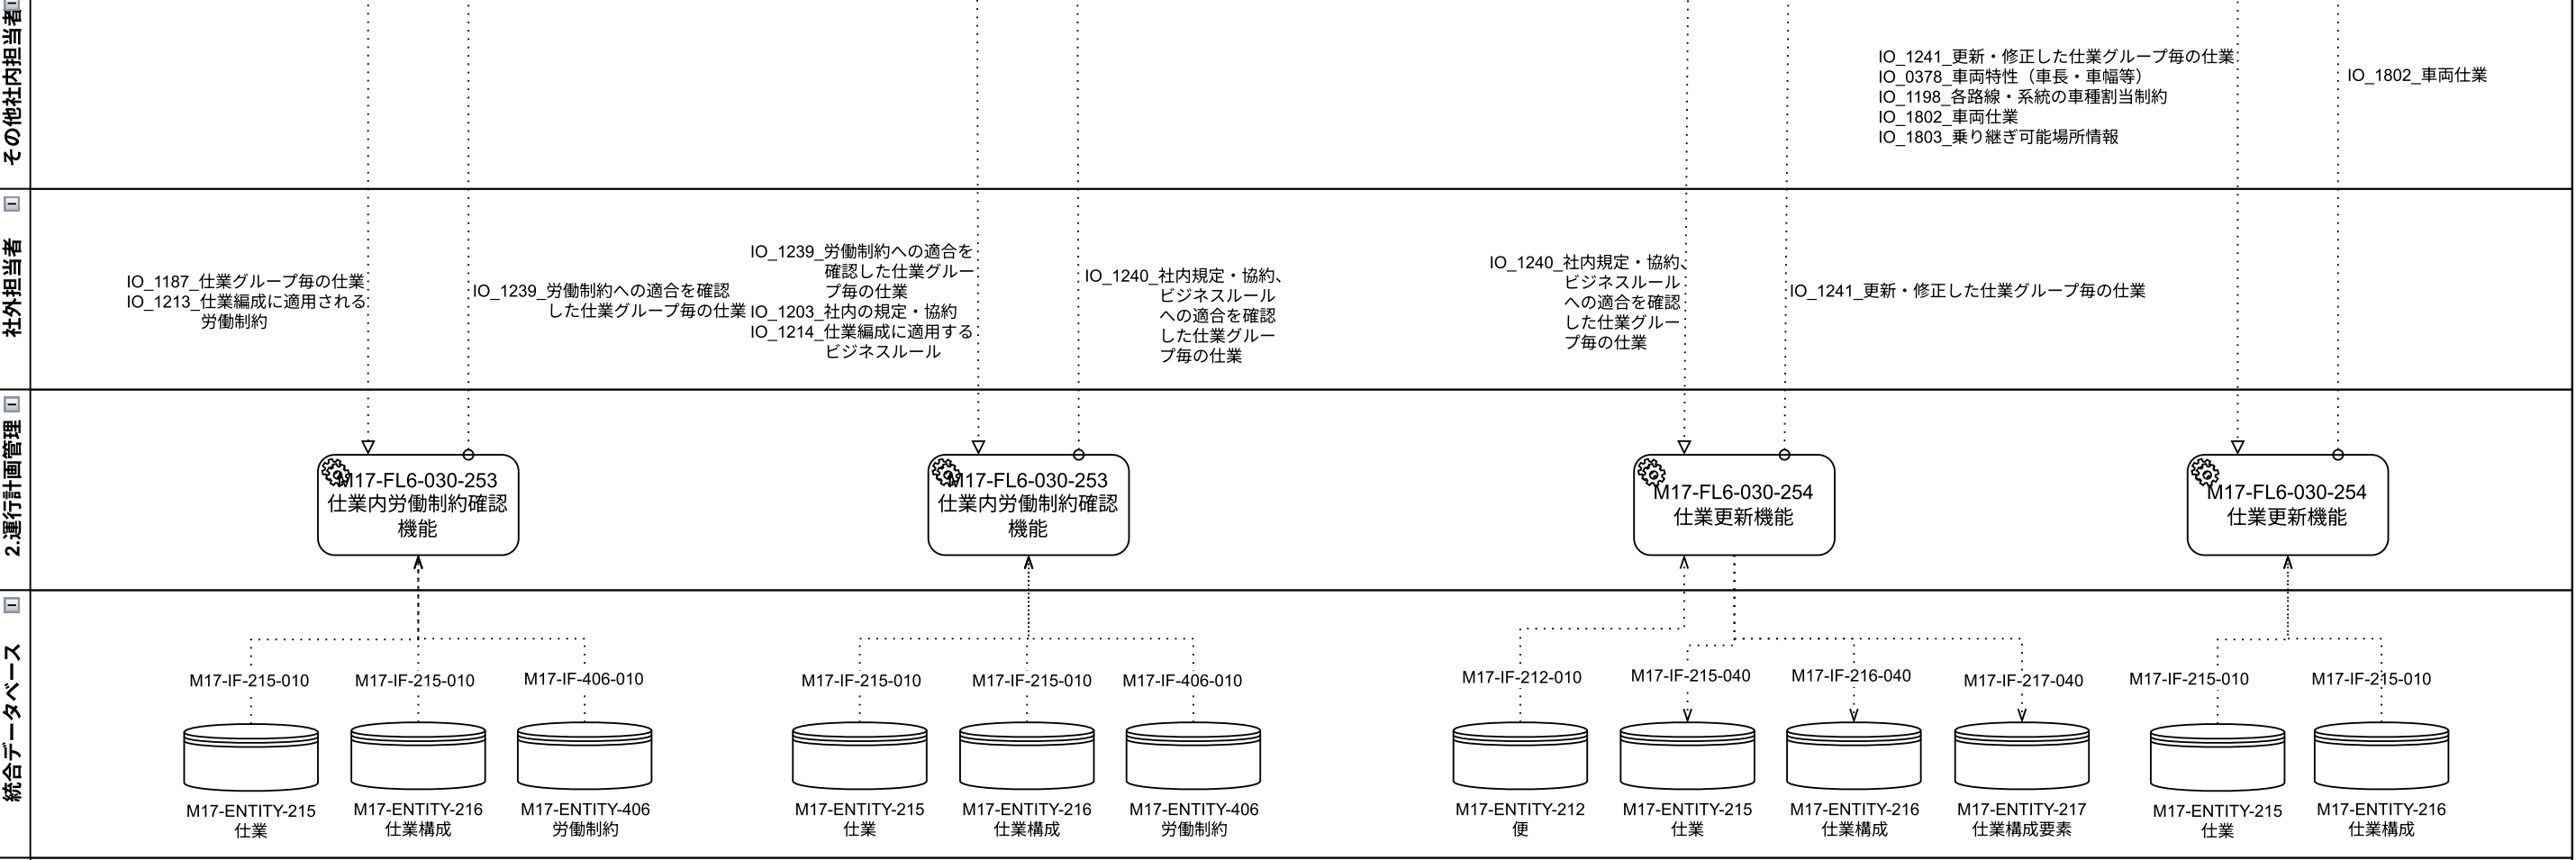 その他社内担当者
IO_1241_更新・修正した仕業グループ毎の仕業
IO_0378_車両特性（車長・車幅等）
IO_1198_各路線・系統の車種割当制約
IO_1802_車両仕業
IO_1803_乗り継ぎ可能場所情報
IO_1802_車両仕業
社外担当者
IO_1187_仕業グループ毎の仕業
IO_1213_仕業編成に適用される
労働制約
IO_1239_労働制約への適合を確認
した仕業グループ毎の仕業
IO_1239_労働制約への適合を
確認した仕業グルー
プ毎の仕業
IO_1203_社内の規定・協約
IO_1214_仕業編成に適用する
ビジネスルール
IO_1240_社内規定・協約、
ビジネスルール
への適合を確認
した仕業グルー
プ毎の仕業
IO_1240_社内規定・協約、
ビジネスルール
への適合を確認
した仕業グルー
プ毎の仕業
IO_1241_更新・修正した仕業グループ毎の仕業
2.運行計画管理
M17-FL6-030-253
仕業内労働制約確認
機能
M17-FL6-030-253
仕業内労働制約確認
機能
M17-FL6-030-254
仕業更新機能
M17-FL6-030-254
仕業更新機能
統合データベース
M17-IF-215-010
M17-IF-215-010
M17-IF-406-010
M17-IF-215-010
M17-IF-215-010
M17-IF-406-010
M17-IF-212-010
M17-IF-215-040
M17-IF-216-040
M17-IF-217-040
M17-IF-215-010
M17-IF-215-010
M17-ENTITY-215
仕業
M17-ENTITY-216
仕業構成
M17-ENTITY-406
労働制約
M17-ENTITY-215
仕業
M17-ENTITY-216
仕業構成
M17-ENTITY-406
労働制約
M17-ENTITY-212
便
M17-ENTITY-215
仕業
M17-ENTITY-216
仕業構成
M17-ENTITY-217
仕業構成要素
M17-ENTITY-215
仕業
M17-ENTITY-216
仕業構成